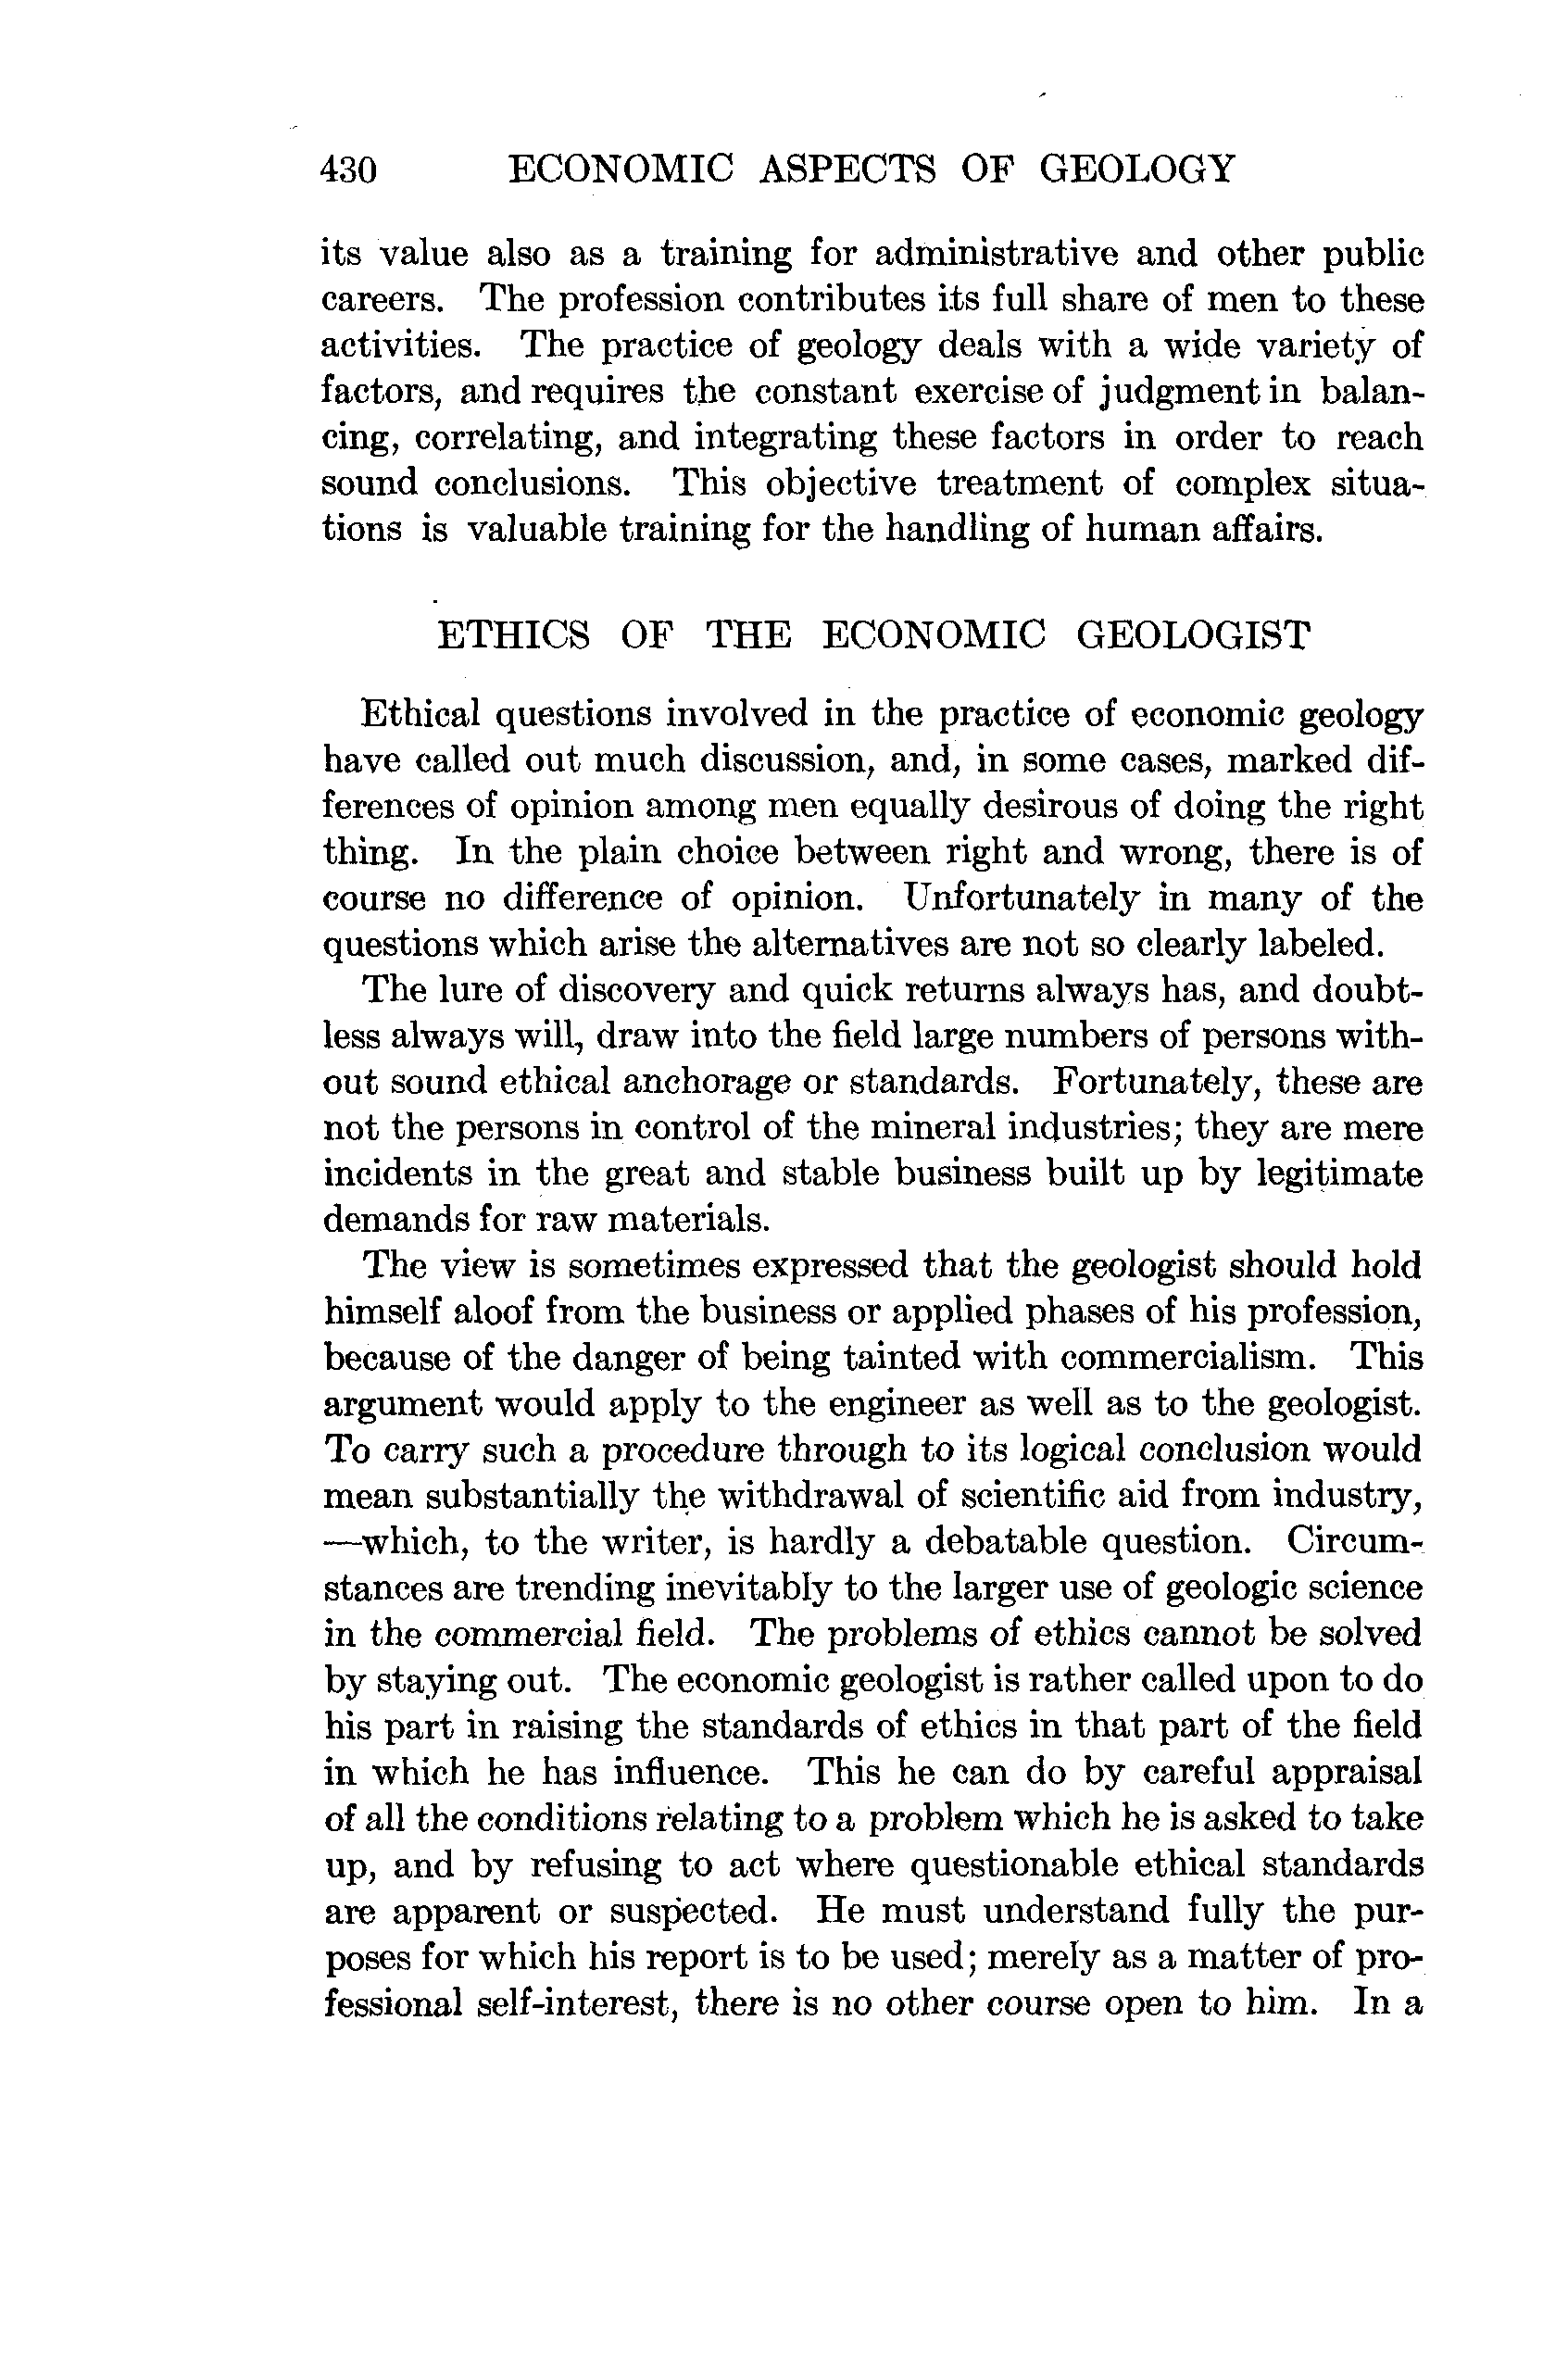 430 ECONOMIC ASPECTS OF GEOLOGY
its value also as a training for administrative and other public
careers. The profession contributes its full share of men to these
activities. The practice of geology deals with a wide variety of
factors, and requires the constant exercise of judgment in balan-
cing, correlating, and integrating these factors in order to reach
sound conclusions. This objective treatment of complex situa-
tions is valuable training for the handling of human affairs.
ETHICS OF THE ECONOMIC GEOLOGIST
Ethical questions involved in the practice of economic geology
have called out much discussion, and, in some cases, marked dif-
ferences of opinion among men equally desirous of doing the right
thing. In the plain choice between right and wrong, there is of
course no difference of opinion. Unfortunately in many of the
questions which arise the alternatives are not so clearly labeled.
The lure of discovery and quick returns always has, and doubt-
less always will, draw into the field large numbers of persons with-
out sound ethical anchorage or standards. Fortunately, these are
not the persons in control of the mineral industries; they are mere
incidents in the great and stable business built up by legitimate
demands for raw materials.
The view is sometimes expressed that the geologist should hold
himself aloof from the business or applied phases of his profession,
because of the danger of being tainted with commercialism. This
argument would apply to the engineer as well as to the geologist.
To carry such a procedure through to its logical conclusion would
mean substantially the withdrawal of scientific aid from industry,
—which, to the writer, is hardly a debatable question. Circum-
stances are trending inevitably to the larger use of geologic science
in the commercial field. The problems of ethics cannot be solved
by staying out. The economic geologist is rather called upon to do
his part in raising the standards of ethics in that part of the field
in which he has influence. This he can do by careful appraisal
of all the conditions relating to a problem which he is asked to take
up, and by refusing to act where questionable ethical standards
are apparent or suspected. He must understand fully the pur-
poses for which his report is to be used; merely as a matter of pro-
fessional self-interest, there is no other course open to him. In a